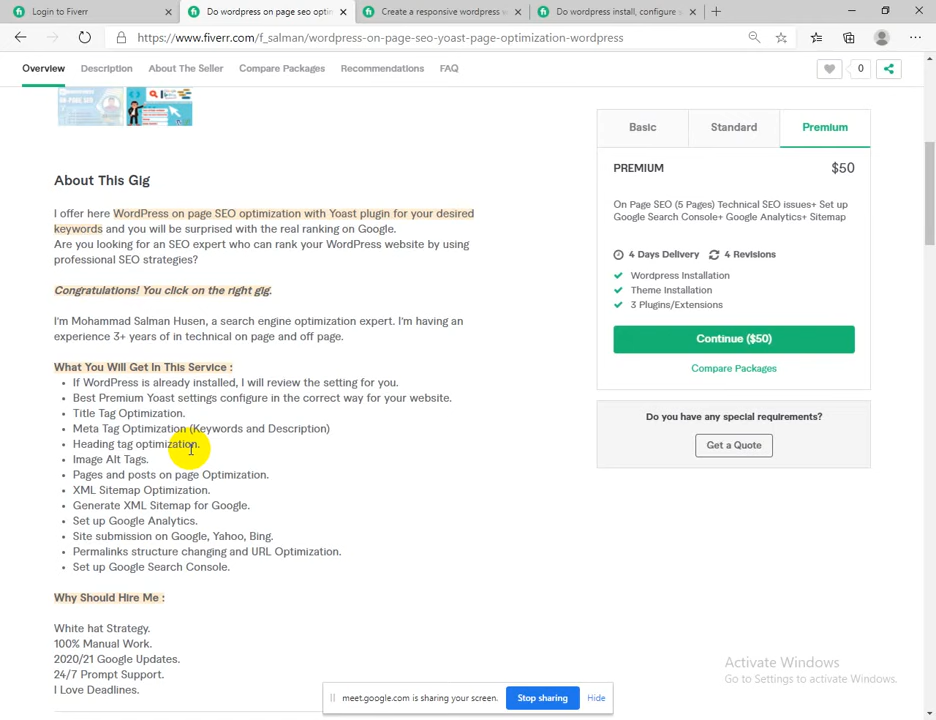 Login to Fiverr
Do wordpress on page seo optim
Create a responsive wordpress w
Do wordpress install, configure w
https://www.fiverr.com/f_salman/wordpress-on-page-seo-yoast-page-optimization-wordpress
Overview
Description
About The Seller
Compare Packages
Recommendations
FAQ
0
About This Gig
I offer here WordPress on page SEO optimization with Yoast plugin for your desired
keywords and you will be surprised with the real ranking on Google.
Are you looking for an SEO expert who can rank your WordPress website by using
professional SEO strategies?
Congratulations! You click on the right gig.
I'm Mohammad Salman Husen, a search engine optimization expert. I'm having an
experience 3+ years of in technical on page and off page.
What You Will Get In This Service :
If WordPress is already installed, I will review the setting for you.
Best Premium Yoast settings configure in the correct way for your website.
Title Tag Optimization.
Meta Tag Optimization (Keywords and Description)
Heading tag optimization.
Image Alt Tags.
Pages and posts on page Optimization.
XML Sitemap Optimization.
Generate XML Sitemap for Google.
Set up Google Analytics.
Site submission on Google, Yahoo, Bing.
Permalinks structure changing and URL Optimization.
Set up Google Search Console.
Why Should Hire Me :
White hat Strategy.
100% Manual Work.
2020/21 Google Updates.
24/7 Prompt Support.
I Love Deadlines.
Basic
Standard
Premium
PREMIUM
$50
On Page SEO (5 Pages) Technical SEO issues+ Set up
Google Search Console+ Google Analytics+ Sitemap
4 Days Delivery
4 Revisions
Wordpress Installation
Theme Installation
3 Plugins/Extensions
Continue ($50)
Compare Packages
Do you have any special requirements?
Get a Quote
Activate Windows
Go to Settings to activate Windows.
meet.google.com is sharing your screen.
Stop sharing
Hide